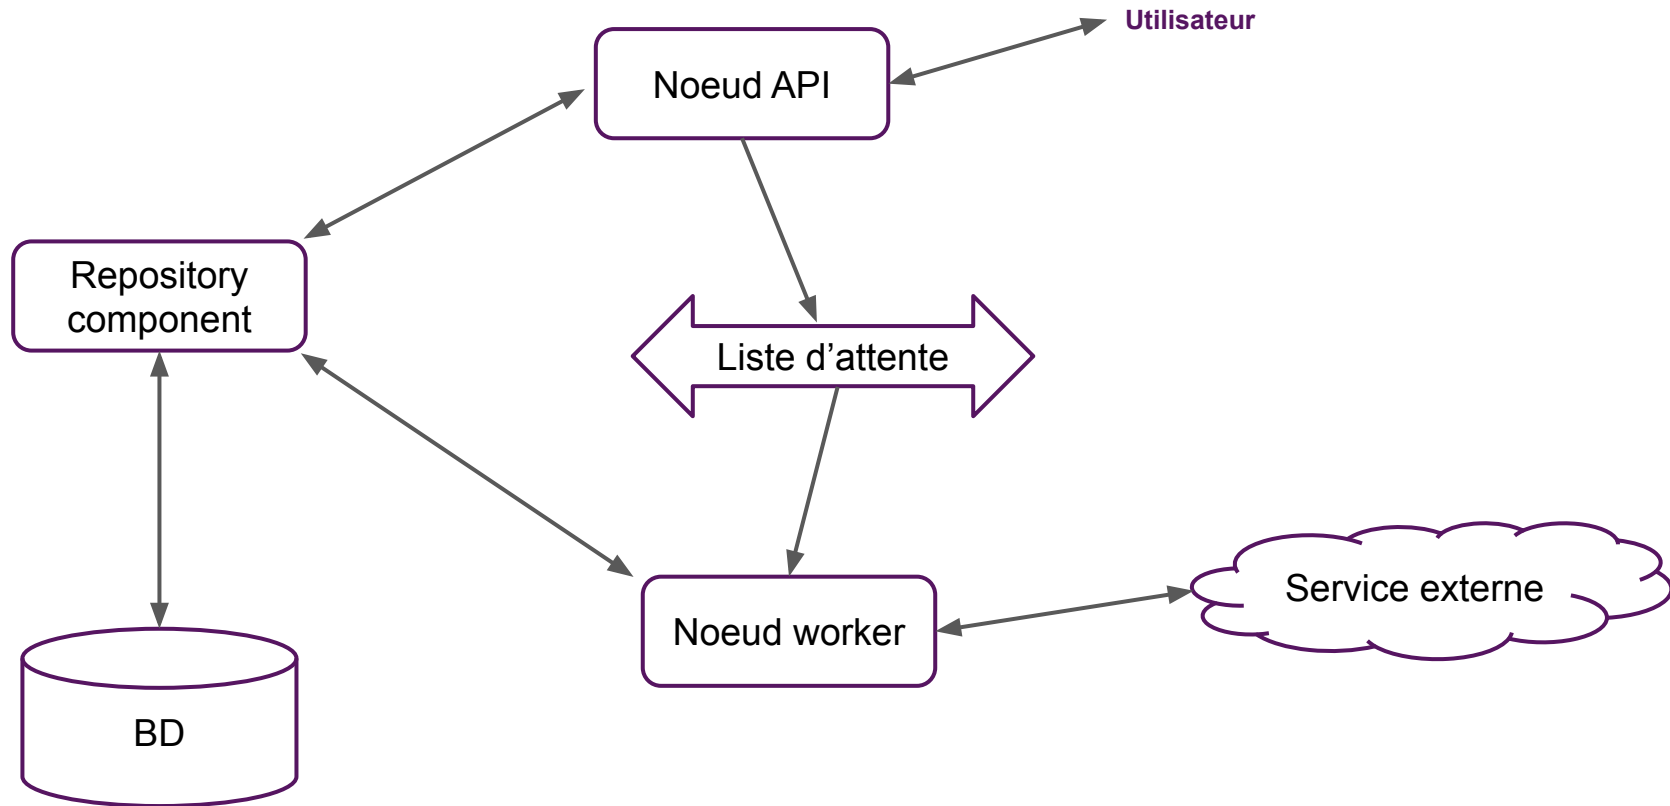 Utilisateur
Noeud API
Repository
component
Liste d’attente
Service externe
Noeud worker
BD